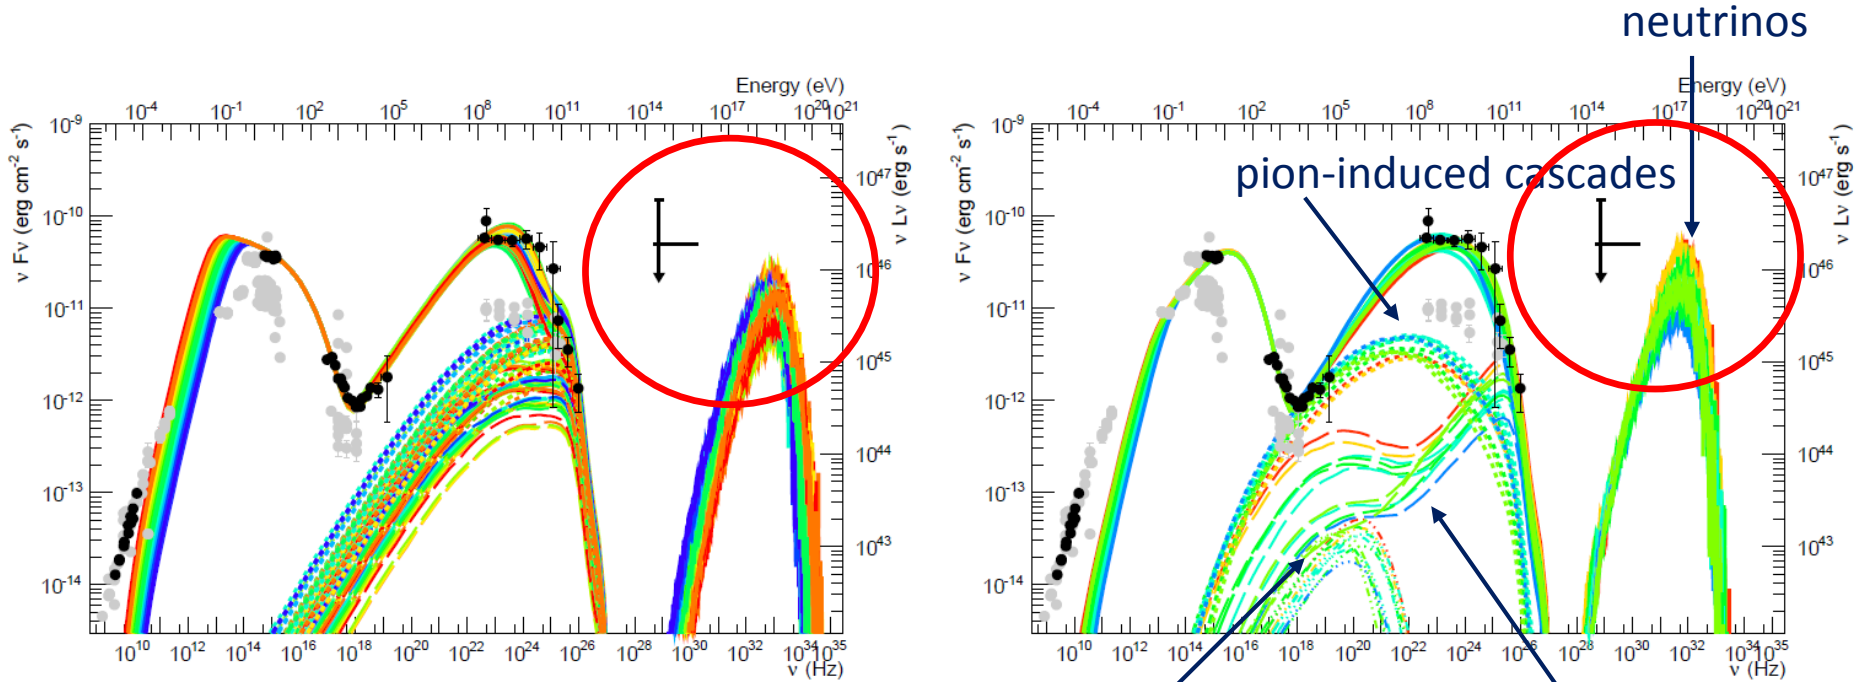 neutrinos
Energy (eV)
10^-4 10^-1 10^2 10^5 10^8 10^11 10^14 10^17 10^20 10^21
10^-9
10^-10
10^-11
10^-12
10^-13
10^-14
ν Fν (erg cm^-2 s^-1)
10^47
10^46
10^45
10^44
10^43
ν Lν (erg s^-1)
10^10 10^12 10^14 10^16 10^18 10^20 10^22 10^24 10^26 10^30 10^32 10^34 10^35
ν (Hz)
Energy (eV)
10^-4 10^-1 10^2 10^5 10^8 10^11 10^14 10^17 10^20 10^21
pion-induced cascades
10^-9
10^-10
10^-11
10^-12
10^-13
10^-14
ν Fν (erg cm^-2 s^-1)
10^47
10^46
10^45
10^44
10^43
ν Lν (erg s^-1)
10^10 10^12 10^14 10^16 10^18 10^20 10^22 10^24 10^26 10^28 10^30 10^32 10^34 10^35
ν (Hz)